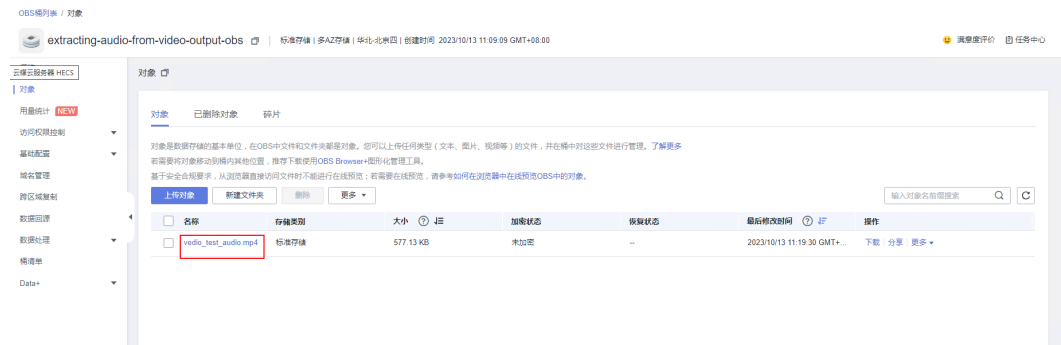 OBS桶列表 / 对象
extracting-audio-from-video-output-obs 标准存储 | 多AZ存储 | 华北-北京四 | 创建时间 2023/10/13 11:09:09 GMT+08:00 满意度评价 任务中心
云耀云服务器 HECS
对象
用量统计 NEW
访问权限控制
基础配置
域名管理
跨区域复制
数据回源
数据处理
桶清单
Data+
对象
对象 已删除对象 碎片
对象是数据存储的基本单位，在OBS中文件和文件夹都是对象。您可以上传任何类型（文本、图片、视频等）的文件，并在桶中对这些文件进行管理。了解更多
若需要将对象移动到桶内其他位置，推荐下载使用OBS Browser+图形化管理工具。
基于安全合规要求，从浏览器直接访问文件时不能进行在线预览；若需要在线预览，请参考如何在浏览器中在线预览OBS中的对象。
上传对象 新建文件夹 删除 更多 输入对象名前缀搜索
名称 存储类别 大小 加密状态 恢复状态 最后修改时间 操作
vedio_test_audio.mp4 标准存储 577.13 KB 未加密 -- 2023/10/13 11:19:30 GMT+... 下载 分享 更多